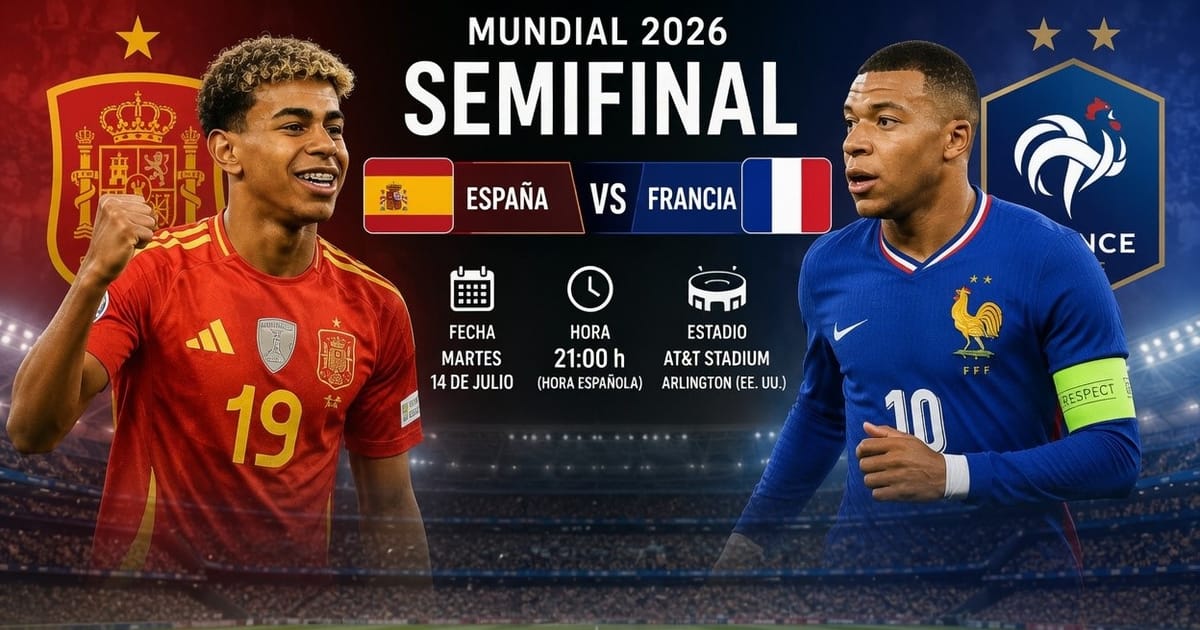 MUNDIAL 2026
SEMIFINAL
ESPAÑA VS FRANCIA
FECHA
MARTES
14 DE JULIO
HORA
21:00 h
(HORA ESPAÑOLA)
ESTADIO
AT&T STADIUM
ARLINGTON (EE. UU.)
19
10
FFF
RESPECT
NCE